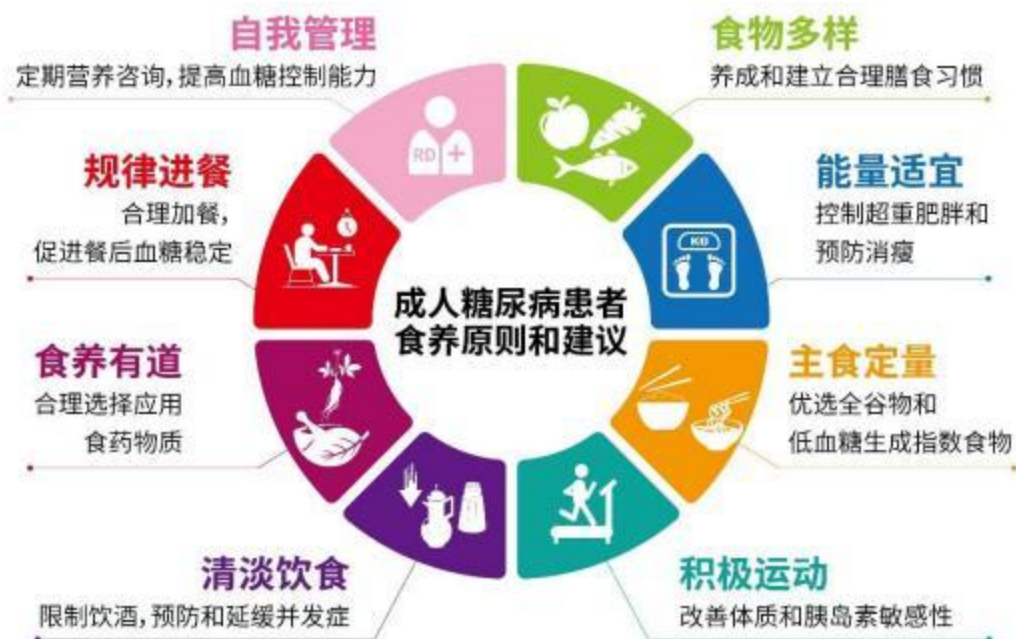 成人糖尿病患者
食养原则和建议
食物多样
养成和建立合理膳食习惯
能量适宜
控制超重肥胖和
预防消瘦
KG
主食定量
优选全谷物和
低血糖生成指数食物
积极运动
改善体质和胰岛素敏感性
清淡饮食
限制饮酒,预防和延缓并发症
食养有道
合理选择应用
食药物质
规律进餐
合理加餐,
促进餐后血糖稳定
自我管理
定期营养咨询,提高血糖控制能力
RD